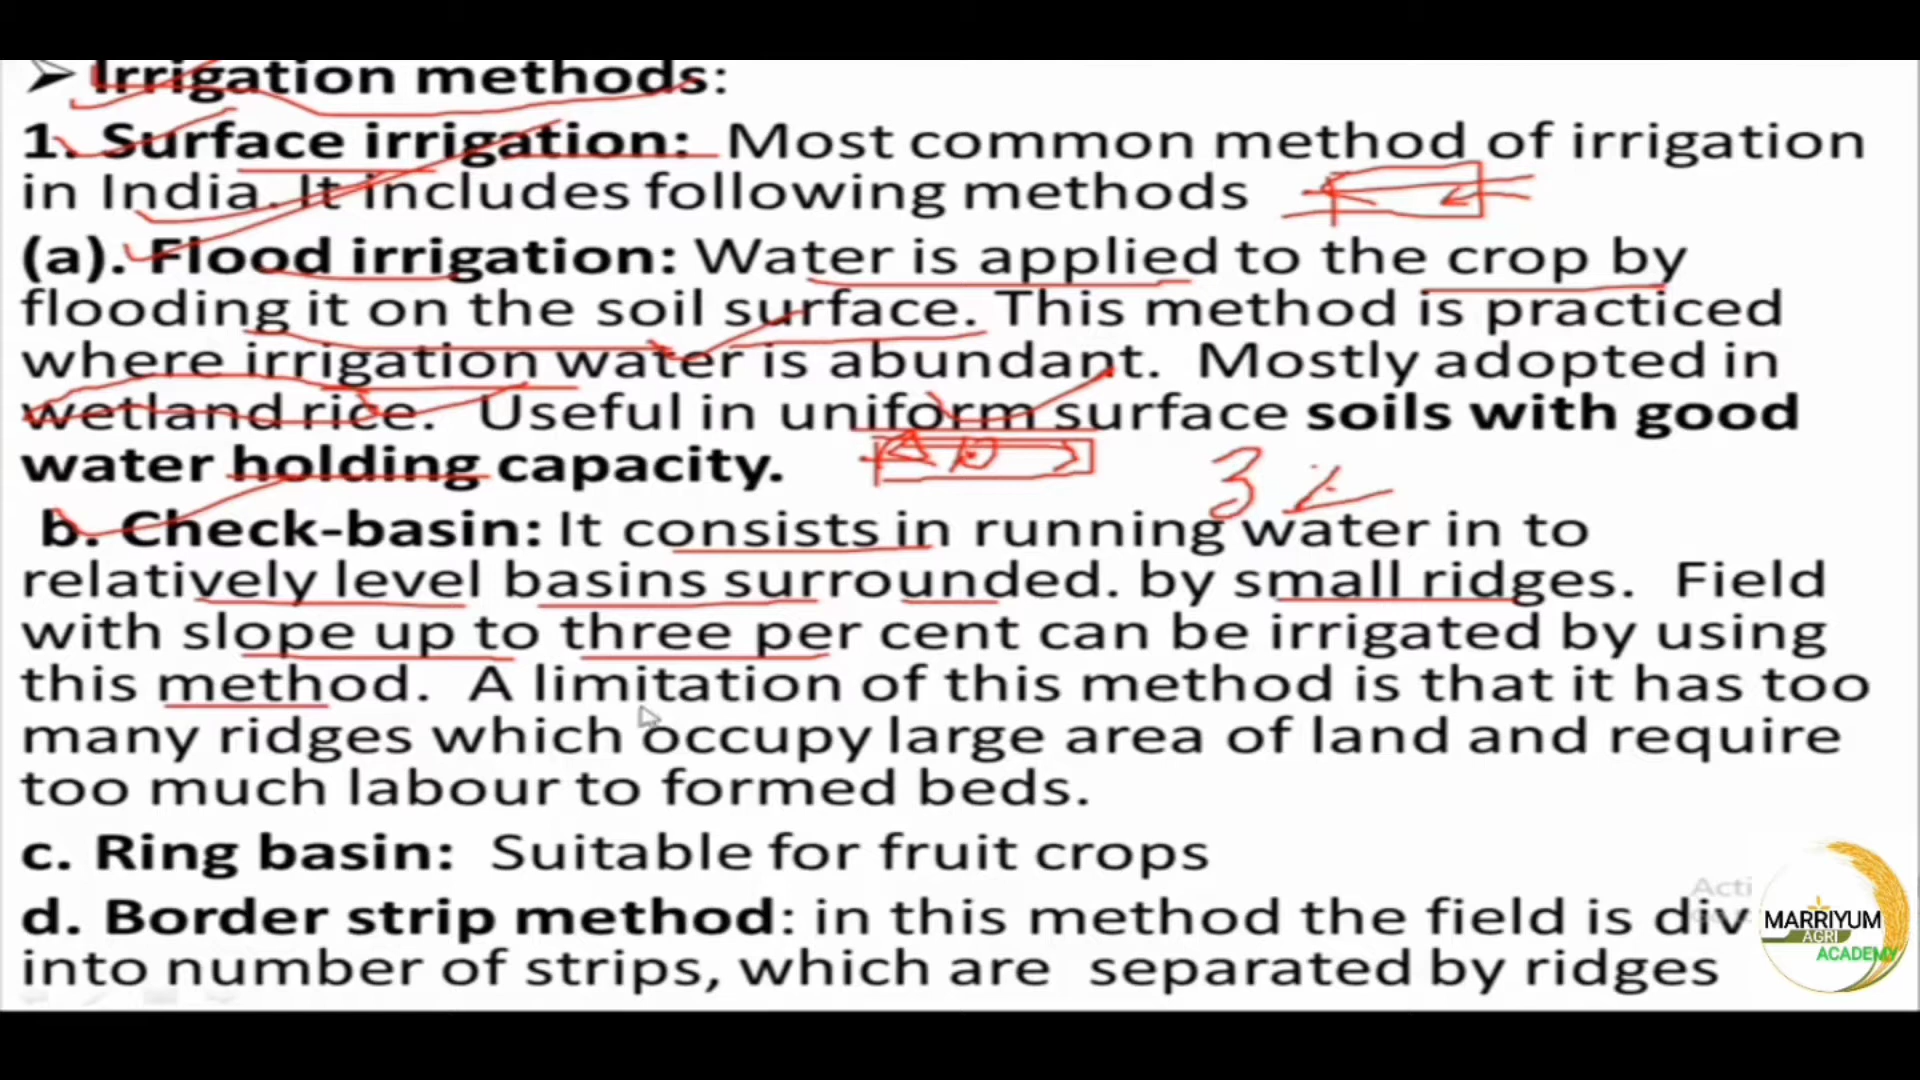 ➢ Irrigation methods:
1. Surface irrigation: Most common method of irrigation
in India. It includes following methods
(a). Flood irrigation: Water is applied to the crop by
flooding it on the soil surface. This method is practiced
where irrigation water is abundant. Mostly adopted in
wetland rice. Useful in uniform surface soils with good
water holding capacity.
3%
b. Check-basin: It consists in running water in to
relatively level basins surrounded. by small ridges. Field
with slope up to three per cent can be irrigated by using
this method. A limitation of this method is that it has too
many ridges which occupy large area of land and require
too much labour to formed beds.
c. Ring basin: Suitable for fruit crops
Acti
d. Border strip method: in this method the field is div
into number of strips, which are separated by ridges
MARRIYUM
AGRI
ACADEMY